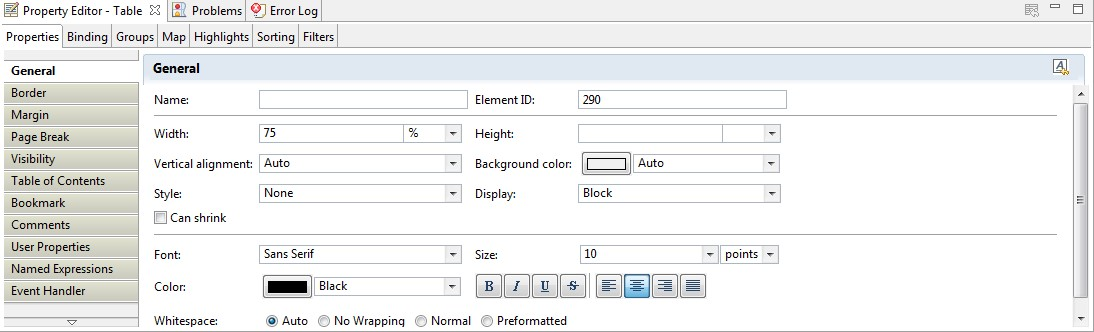 Property Editor - Table Problems Error Log
Properties Binding Groups Map Highlights Sorting Filters
General
Border
Margin
Page Break
Visibility
Table of Contents
Bookmark
Comments
User Properties
Named Expressions
Event Handler
General
Name: Element ID: 290
Width: 75 % Height:
Vertical alignment: Auto Background color: Auto
Style: None Display: Block
Can shrink
Font: Sans Serif Size: 10 points
Color: Black B I U S
Whitespace: Auto No Wrapping Normal Preformatted